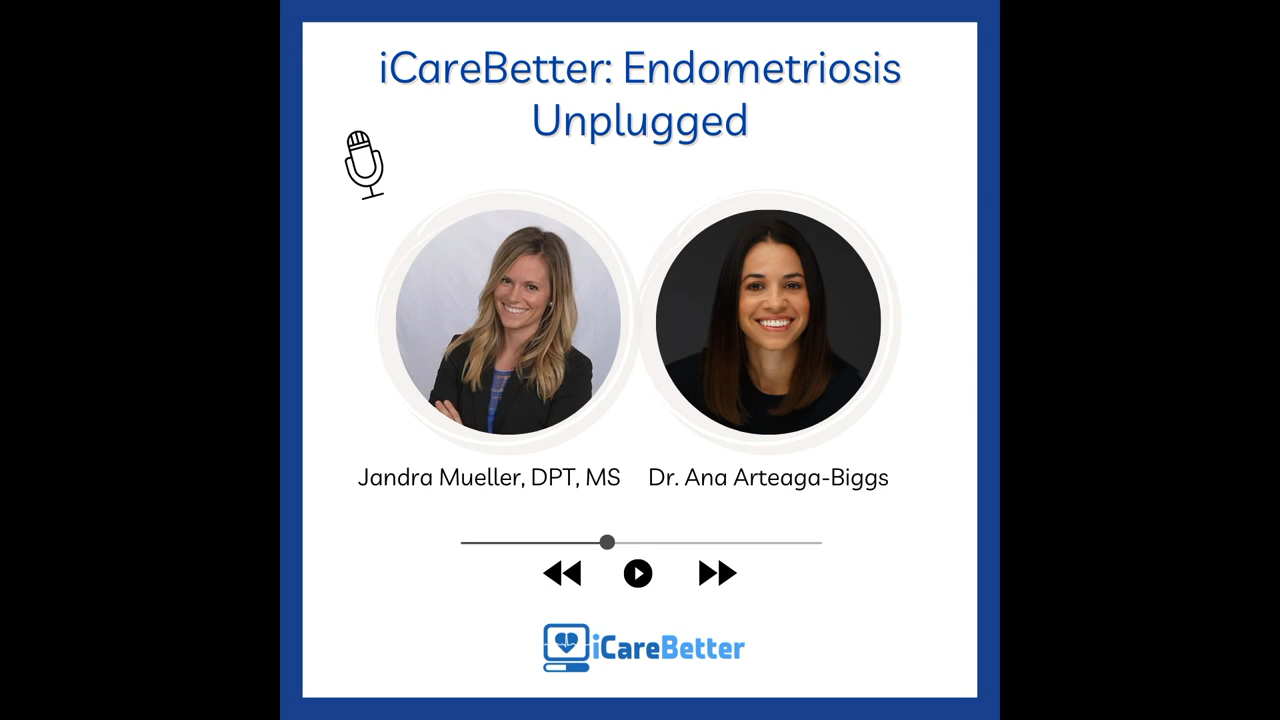 iCareBetter: Endometriosis
Unplugged
Jandra Mueller, DPT, MS
Dr. Ana Arteaga-Biggs
iCareBetter